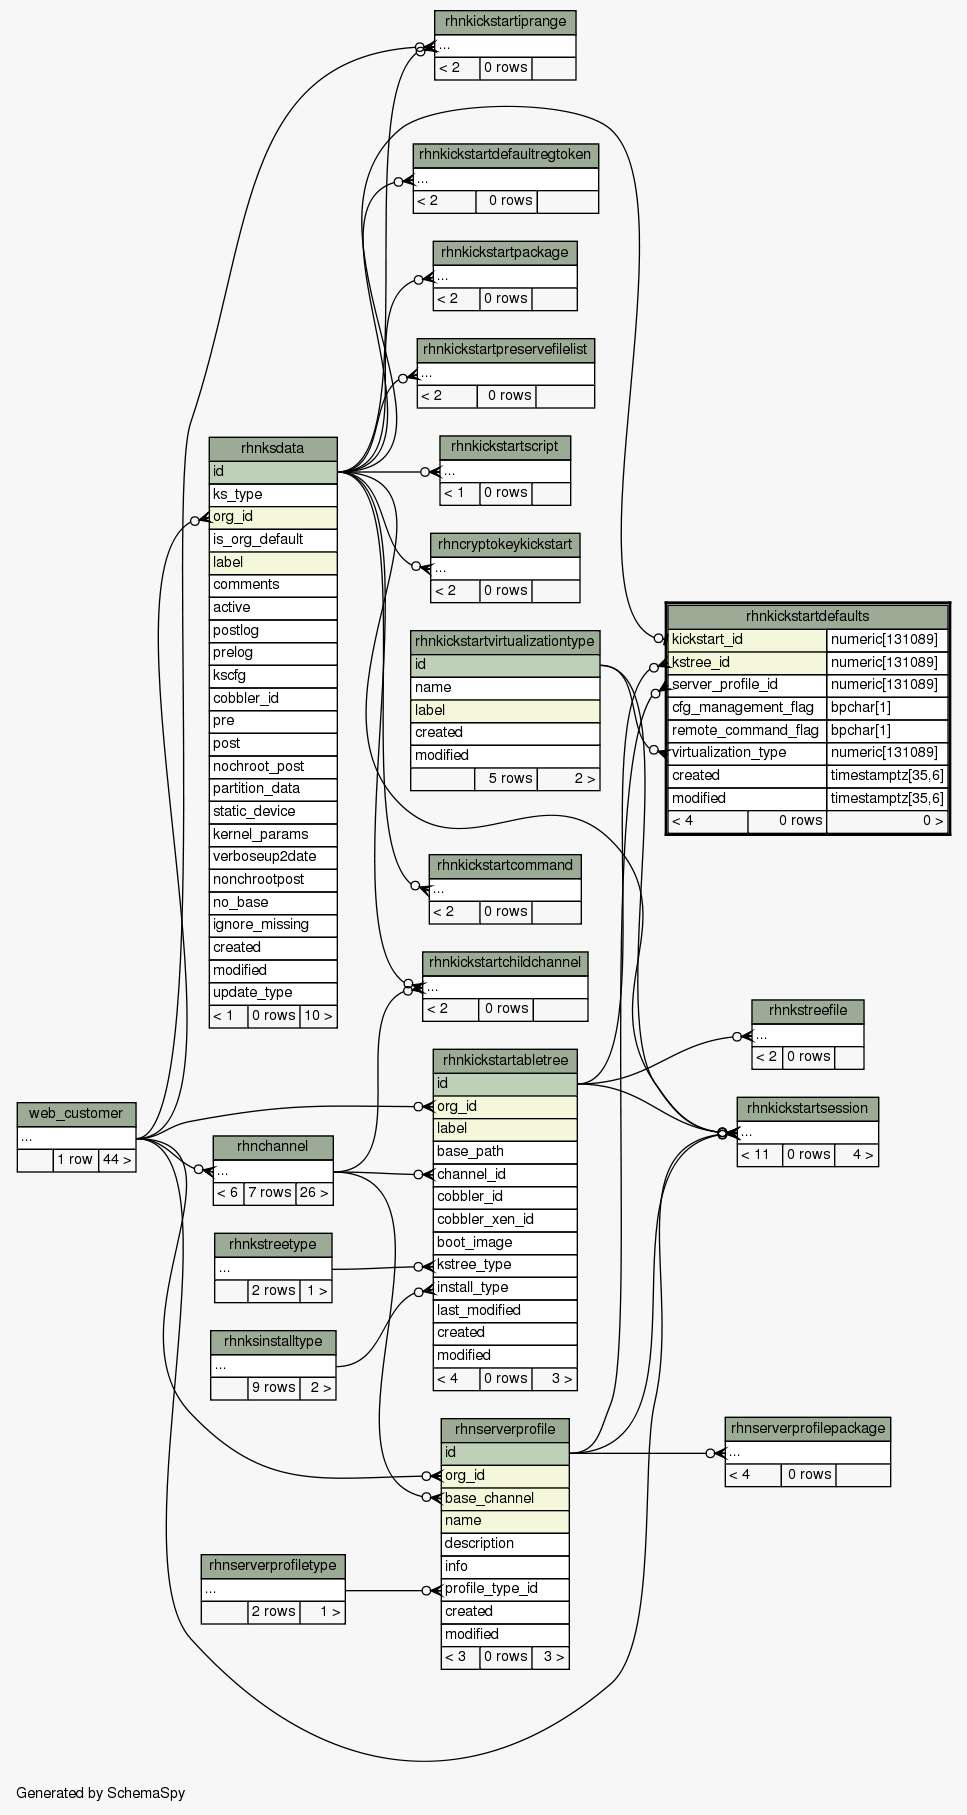 rhnkickstartiprange
...
< 2 0 rows
rhnkickstartdefaultregtoken
...
< 2 0 rows
rhnkickstartpackage
...
< 2 0 rows
rhnkickstartpreservefilelist
...
< 2 0 rows
rhnksdata
id
ks_type
org_id
is_org_default
label
comments
active
postlog
prelog
kscfg
cobbler_id
pre
post
nochroot_post
partition_data
static_device
kernel_params
verboseup2date
nonchrootpost
no_base
ignore_missing
created
modified
update_type
< 1 0 rows 10 >
rhnkickstartscript
...
< 1 0 rows
rhncryptokeykickstart
...
< 2 0 rows
rhnkickstartdefaults
kickstart_id numeric[131089]
kstree_id numeric[131089]
server_profile_id numeric[131089]
cfg_management_flag bpchar[1]
remote_command_flag bpchar[1]
virtualization_type numeric[131089]
created timestamptz[35,6]
modified timestamptz[35,6]
< 4 0 rows 0 >
rhnkickstartvirtualizationtype
id
name
label
created
modified
5 rows 2 >
rhnkickstartcommand
...
< 2 0 rows
rhnkickstartchildchannel
...
< 2 0 rows
rhnkstreefile
...
< 2 0 rows
rhnkickstartabletree
id
org_id
label
base_path
channel_id
cobbler_id
cobbler_xen_id
boot_image
kstree_type
install_type
last_modified
created
modified
< 4 0 rows 3 >
rhnkickstartsession
...
< 11 0 rows 4 >
web_customer
...
1 row 44 >
rhnchannel
...
< 6 7 rows 26 >
rhnkstreetype
...
2 rows 1 >
rhnksinstalltype
...
9 rows 2 >
rhnserverprofile
id
org_id
base_channel
name
description
info
profile_type_id
created
modified
< 3 0 rows 3 >
rhnserverprofilepackage
...
< 4 0 rows
rhnserverprofiletype
...
2 rows 1 >
Generated by SchemaSpy